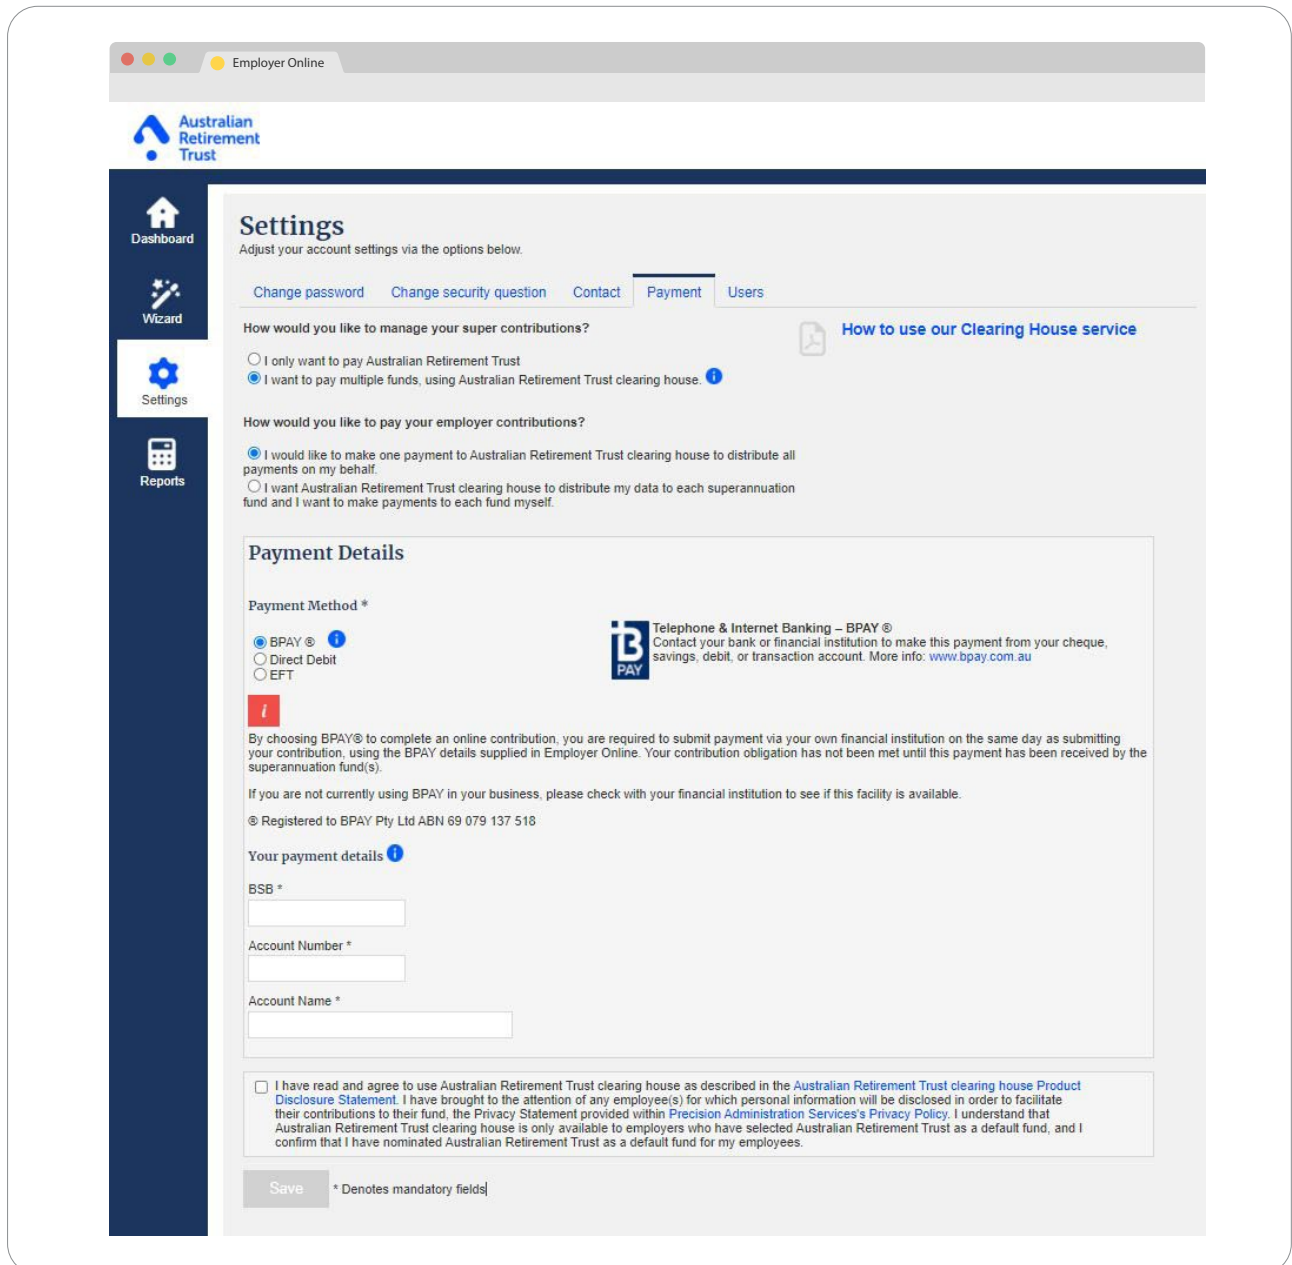 Employer Online
Australian
Retirement
Trust
Dashboard
Wizard
Settings
Reports
Settings
Adjust your account settings via the options below.
Change password Change security question Contact Payment Users
How would you like to manage your super contributions?
How to use our Clearing House service
I only want to pay Australian Retirement Trust
I want to pay multiple funds, using Australian Retirement Trust clearing house. i
How would you like to pay your employer contributions?
I would like to make one payment to Australian Retirement Trust clearing house to distribute all
payments on my behalf.
I want Australian Retirement Trust clearing house to distribute my data to each superannuation
fund and I want to make payments to each fund myself.
Payment Details
Payment Method *
BPAY ® i
Direct Debit
EFT
B
PAY
Telephone & Internet Banking – BPAY ®
Contact your bank or financial institution to make this payment from your cheque,
savings, debit, or transaction account. More info: www.bpay.com.au
i
By choosing BPAY® to complete an online contribution, you are required to submit payment via your own financial institution on the same day as submitting
your contribution, using the BPAY details supplied in Employer Online. Your contribution obligation has not been met until this payment has been received by the
superannuation fund(s).
If you are not currently using BPAY in your business, please check with your financial institution to see if this facility is available.
® Registered to BPAY Pty Ltd ABN 69 079 137 518
Your payment details i
BSB *
Account Number *
Account Name *
I have read and agree to use Australian Retirement Trust clearing house as described in the Australian Retirement Trust clearing house Product
Disclosure Statement. I have brought to the attention of any employee(s) for which personal information will be disclosed in order to facilitate
their contributions to their fund, the Privacy Statement provided within Precision Administration Services's Privacy Policy. I understand that
Australian Retirement Trust clearing house is only available to employers who have selected Australian Retirement Trust as a default fund, and I
confirm that I have nominated Australian Retirement Trust as a default fund for my employees.
Save * Denotes mandatory fields